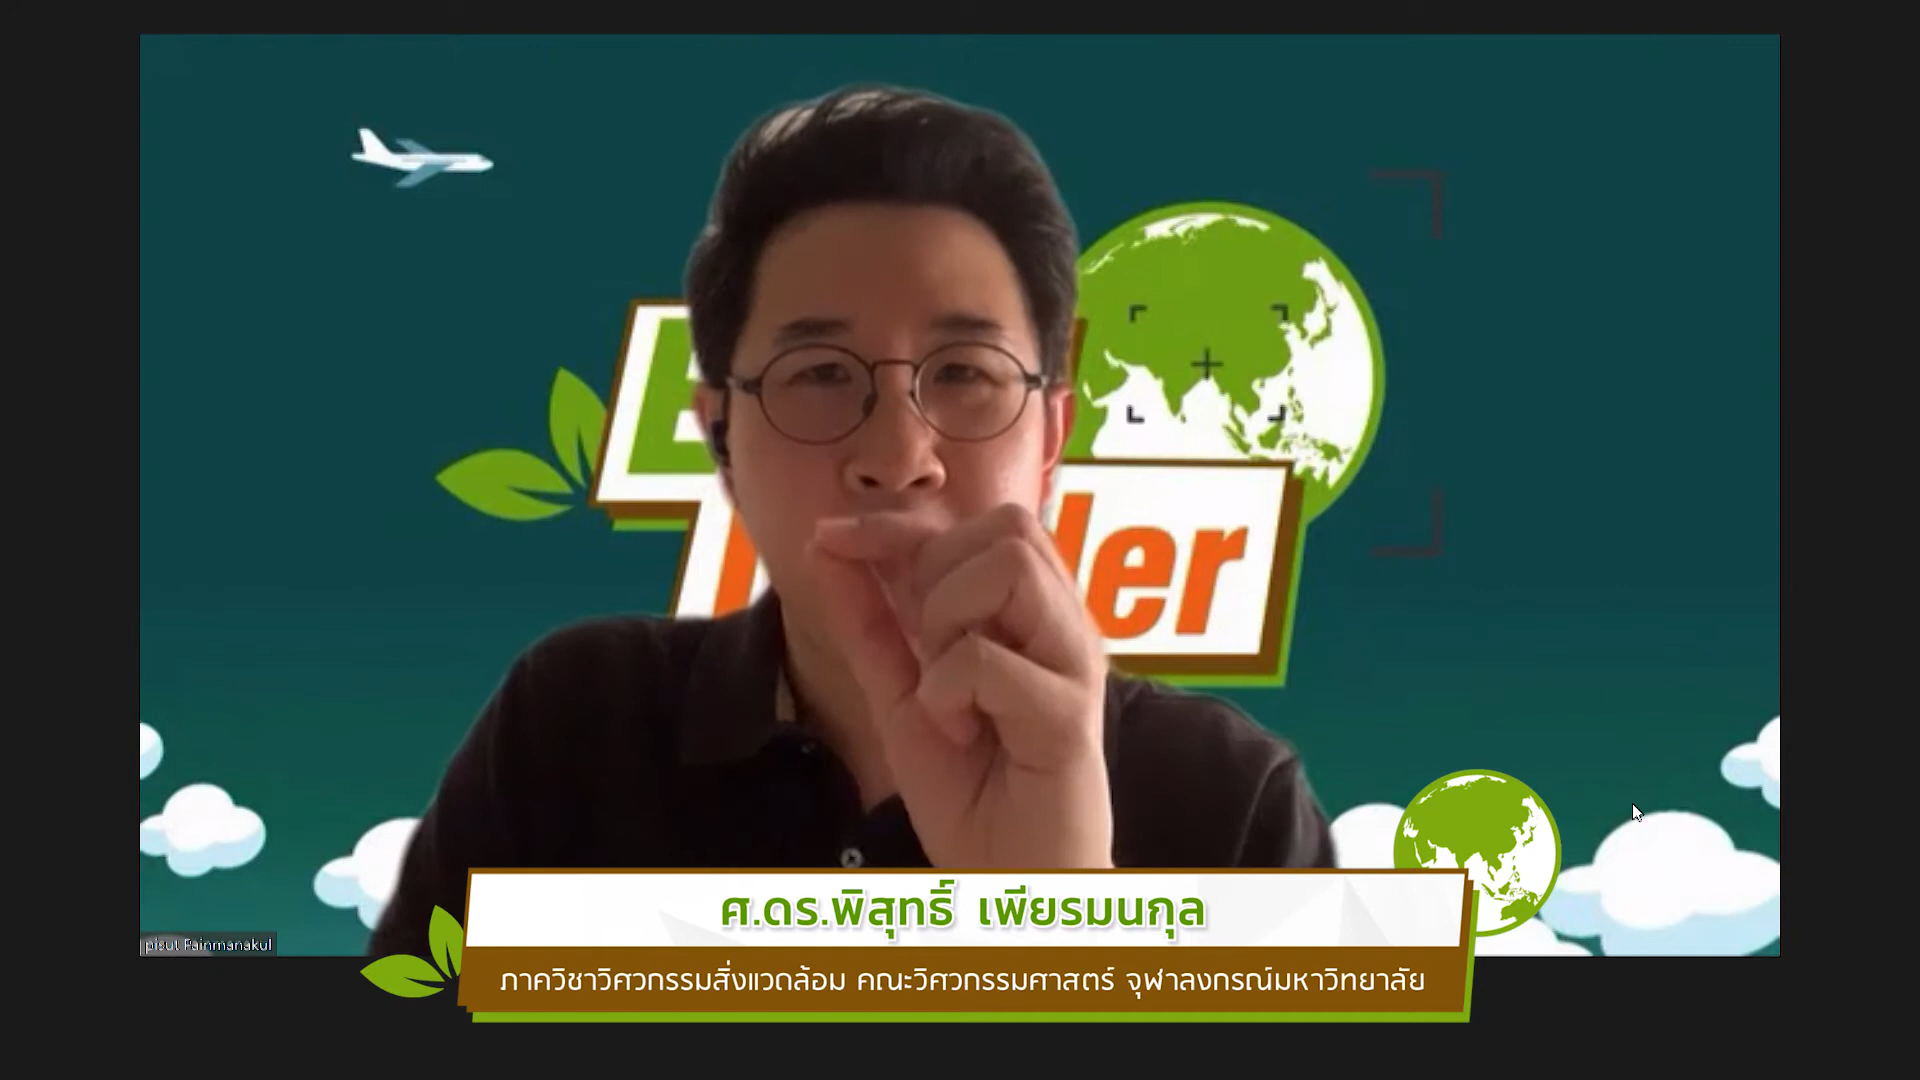 der
pisut Painmanakul
ศ.ดร.พิสุทธิ์ เพียรมนกุล
ภาควิชาวิศวกรรมสิ่งแวดล้อม คณะวิศวกรรมศาสตร์ จุฬาลงกรณ์มหาวิทยาลัย